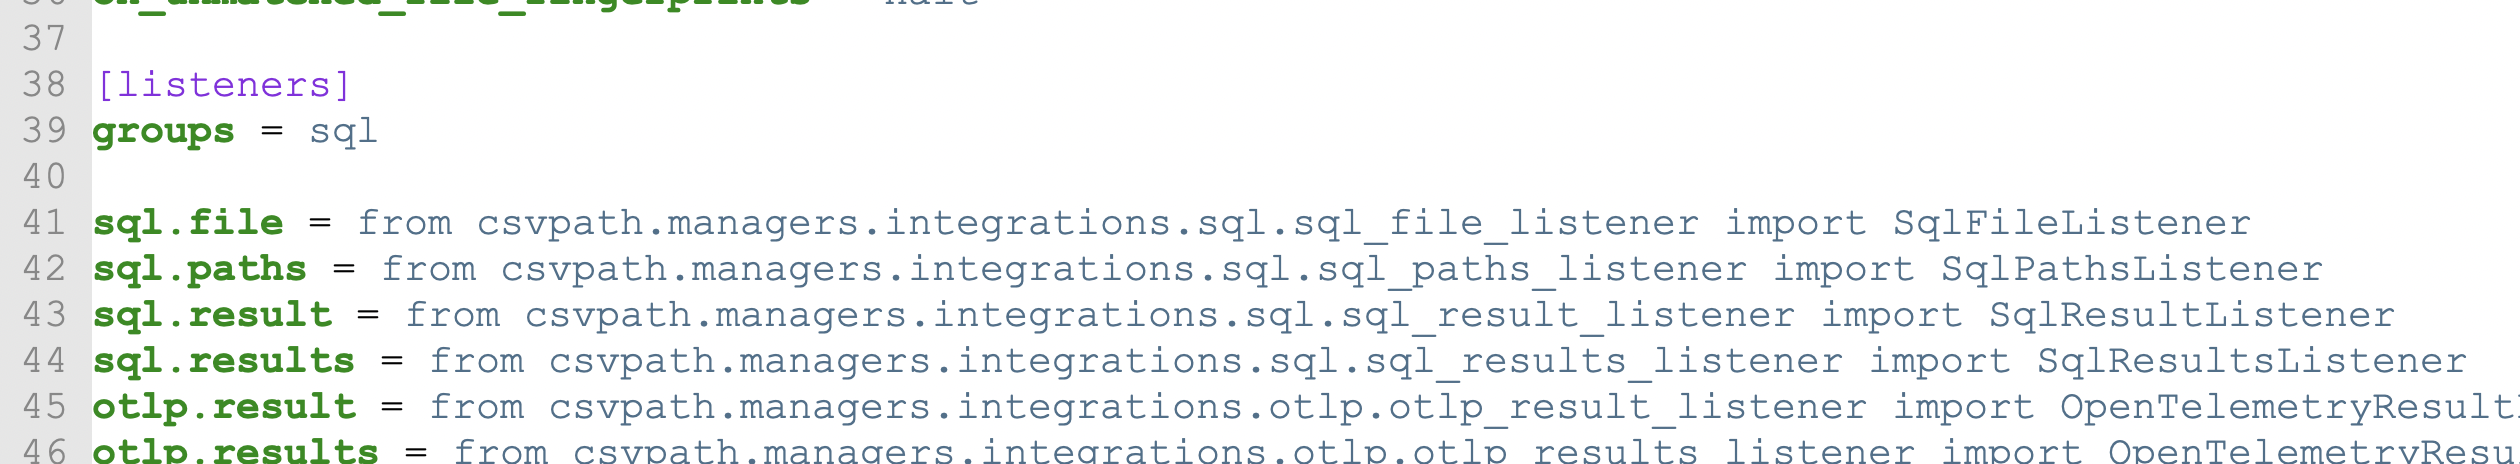 37
38 [listeners]
39 groups = sql
40
41 sql.file = from csvpath.managers.integrations.sql.sql_file_listener import SqlFileListener
42 sql.paths = from csvpath.managers.integrations.sql.sql_paths_listener import SqlPathsListener
43 sql.result = from csvpath.managers.integrations.sql.sql_result_listener import SqlResultListener
44 sql.results = from csvpath.managers.integrations.sql.sql_results_listener import SqlResultsListener
45 otlp.result = from csvpath.managers.integrations.otlp.otlp_result_listener import OpenTelemetryResult
46 otlp.results = from csvpath.managers.integrations.otlp.otlp_results_listener import OpenTelemetryResu